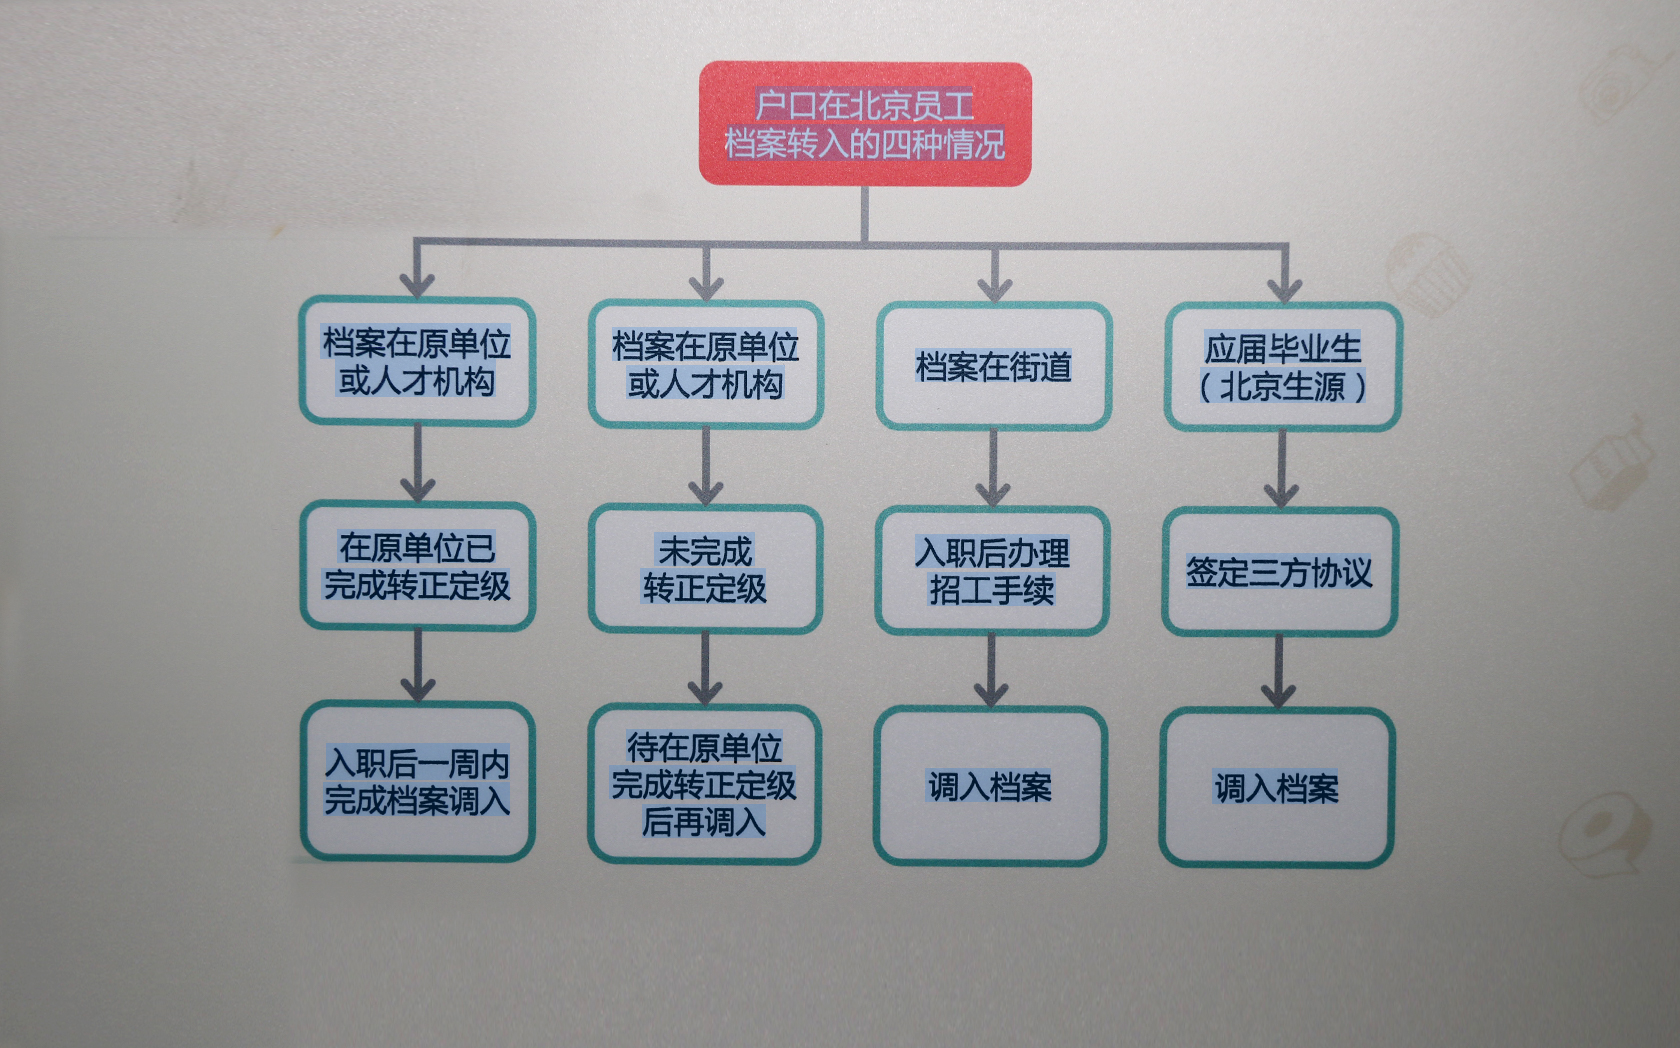 户口在北京员工
档案转入的四种情况
档案在原单位
或人才机构
档案在原单位
或人才机构
档案在街道
应届毕业生
（北京生源）
在原单位已
完成转正定级
未完成
转正定级
入职后办理
招工手续
签定三方协议
入职后一周内
完成档案调入
待在原单位
完成转正定级
后再调入
调入档案
调入档案